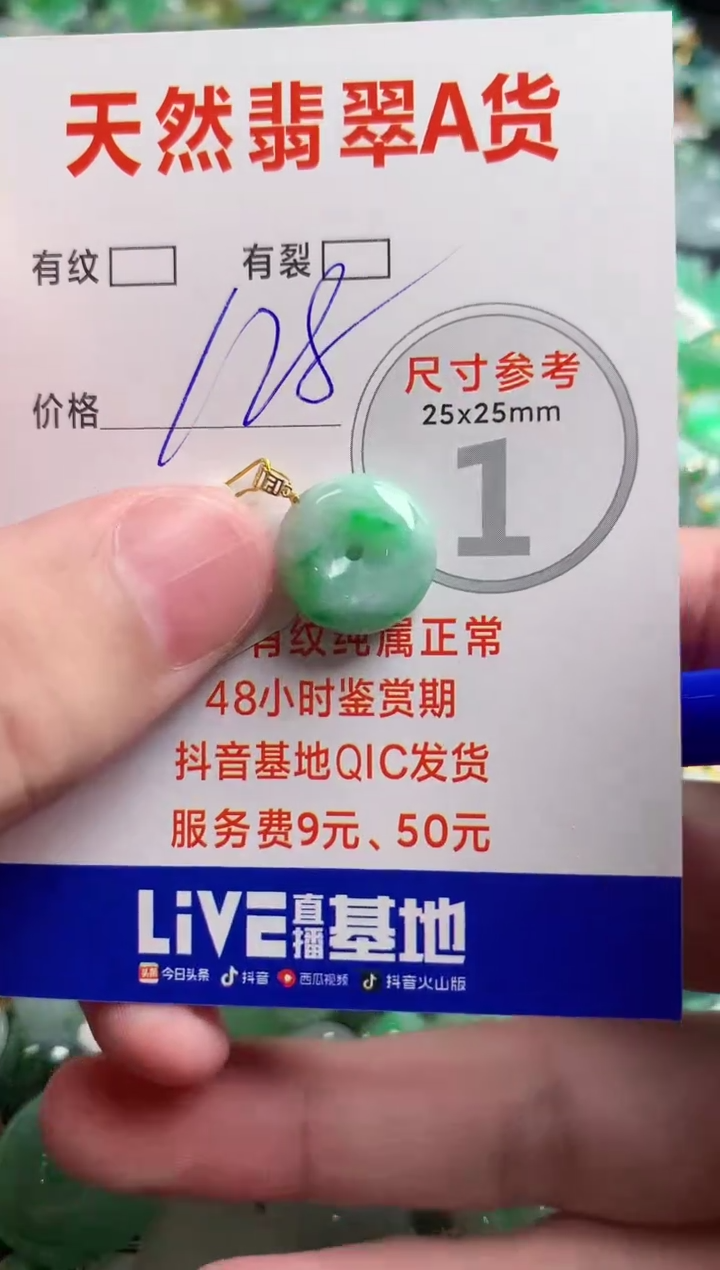 天然翡翠A货
有纹 有裂
128
价格
尺寸参考
25x25mm
1
有纹纯属正常
48小时鉴赏期
抖音基地QIC发货
服务费9元、50元
LiVE直播基地
头条 今日头条 抖音 西瓜视频 抖音火山版